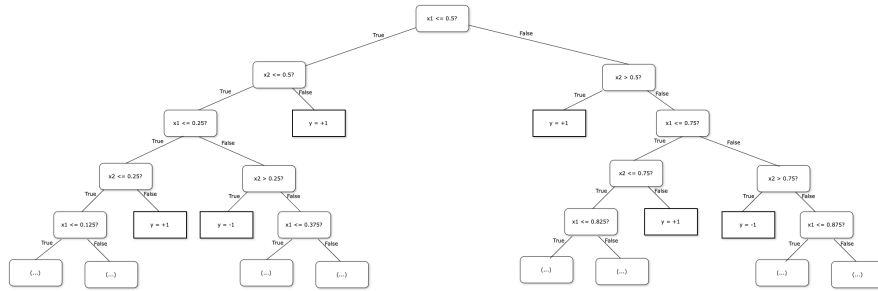 x1 <= 0.5?
True
False
x2 <= 0.5?
x2 > 0.5?
True
False
True
False
x1 <= 0.25?
y = +1
y = +1
x1 <= 0.75?
True
False
True
False
x2 <= 0.25?
x2 > 0.25?
x2 <= 0.75?
x2 > 0.75?
True
False
True
False
True
False
True
False
x1 <= 0.125?
y = +1
y = -1
x1 <= 0.375?
x1 <= 0.825?
y = +1
y = -1
x1 <= 0.875?
True
False
True
False
True
False
True
False
(...)
(...)
(...)
(...)
(...)
(...)
(...)
(...)